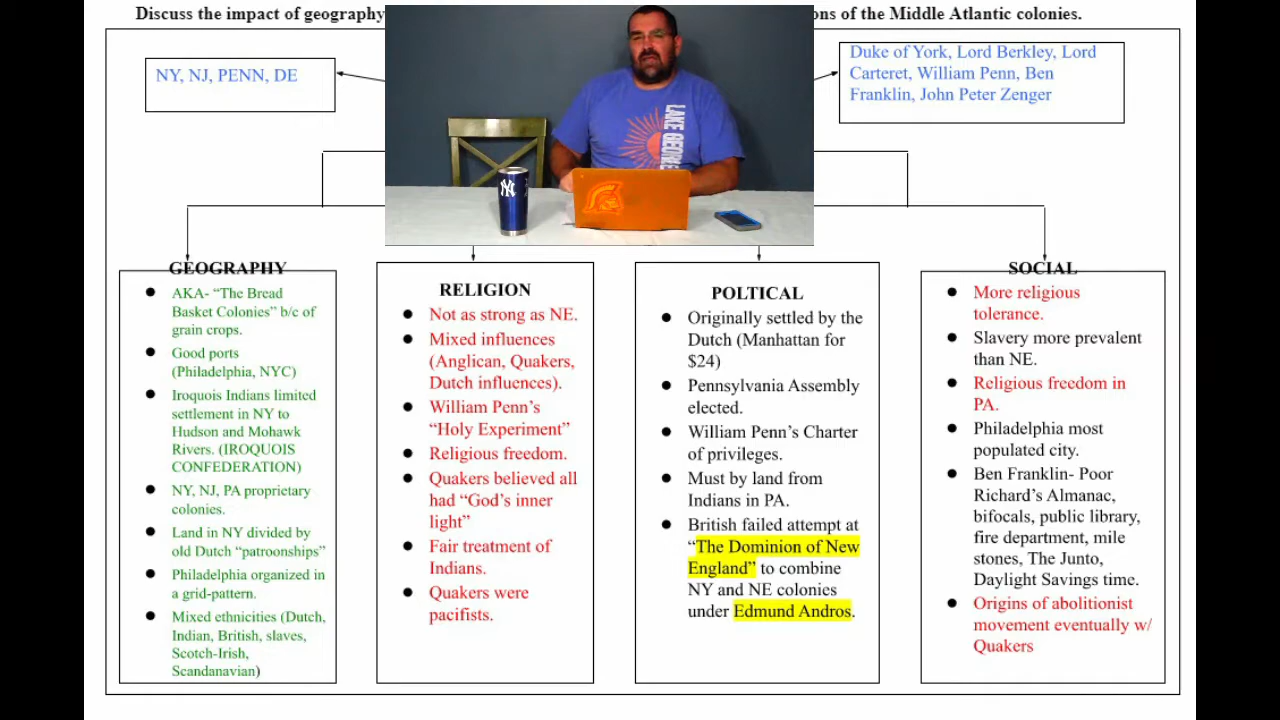 Discuss the impact of geography
ons of the Middle Atlantic colonies.
NY, NJ, PENN, DE
Duke of York, Lord Berkley, Lord
Carteret, William Penn, Ben
Franklin, John Peter Zenger
LAKE GEORGE
NY
GEOGRAPHY
● AKA- “The Bread
Basket Colonies” b/c of
grain crops.
● Good ports
(Philadelphia, NYC)
● Iroquois Indians limited
settlement in NY to
Hudson and Mohawk
Rivers. (IROQUOIS
CONFEDERATION)
● NY, NJ, PA proprietary
colonies.
● Land in NY divided by
old Dutch “patroonships”
● Philadelphia organized in
a grid-pattern.
● Mixed ethnicities (Dutch,
Indian, British, slaves,
Scotch-Irish,
Scandanavian)
RELIGION
● Not as strong as NE.
● Mixed influences
(Anglican, Quakers,
Dutch influences).
● William Penn’s
“Holy Experiment”
● Religious freedom.
● Quakers believed all
had “God’s inner
light”
● Fair treatment of
Indians.
● Quakers were
pacifists.
POLTICAL
● Originally settled by the
Dutch (Manhattan for
$24)
● Pennsylvania Assembly
elected.
● William Penn’s Charter
of privileges.
● Must by land from
Indians in PA.
● British failed attempt at
“The Dominion of New
England” to combine
NY and NE colonies
under Edmund Andros.
SOCIAL
● More religious
tolerance.
● Slavery more prevalent
than NE.
● Religious freedom in
PA.
● Philadelphia most
populated city.
● Ben Franklin- Poor
Richard’s Almanac,
bifocals, public library,
fire department, mile
stones, The Junto,
Daylight Savings time.
● Origins of abolitionist
movement eventually w/
Quakers